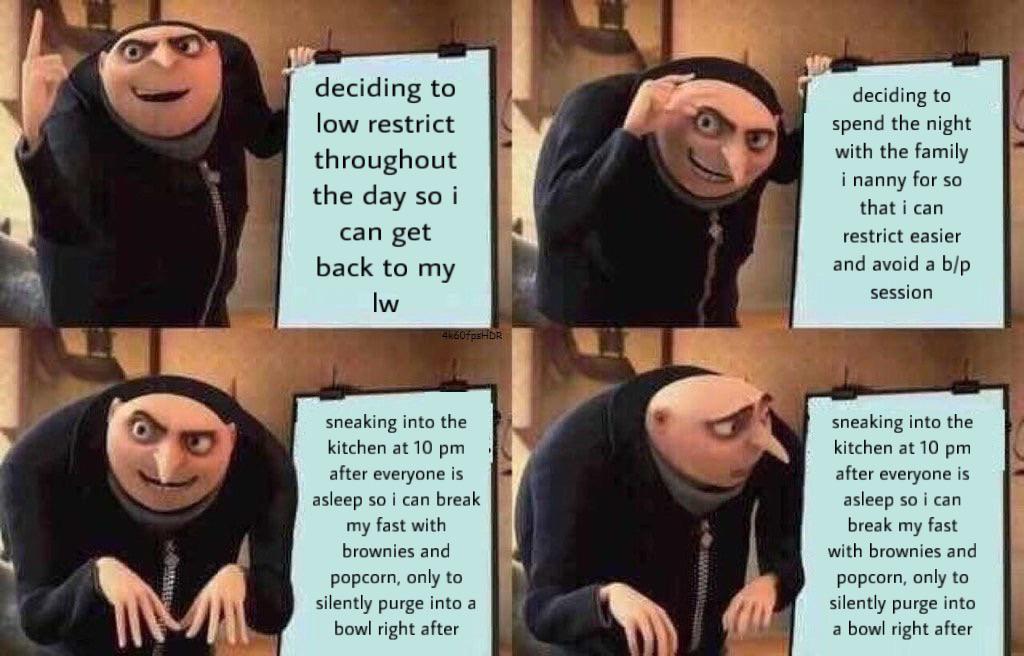 deciding to
low restrict
throughout
the day so i
can get
back to my
lw
deciding to
spend the night
with the family
i nanny for so
that i can
restrict easier
and avoid a b/p
session
4k60fpsHDR
sneaking into the
kitchen at 10 pm
after everyone is
asleep so i can break
my fast with
brownies and
popcorn, only to
silently purge into a
bowl right after
sneaking into the
kitchen at 10 pm
after everyone is
asleep so i can
break my fast
with brownies and
popcorn, only to
silently purge into
a bowl right after